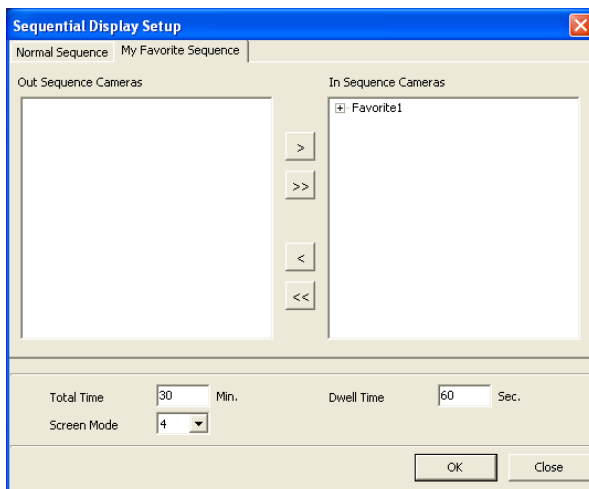 Sequential Display Setup
Normal Sequence My Favorite Sequence
Out Sequence Cameras In Sequence Cameras
Favorite1
>
>>
<
<<
Total Time 30 Min. Dwell Time 60 Sec.
Screen Mode 4
OK Close